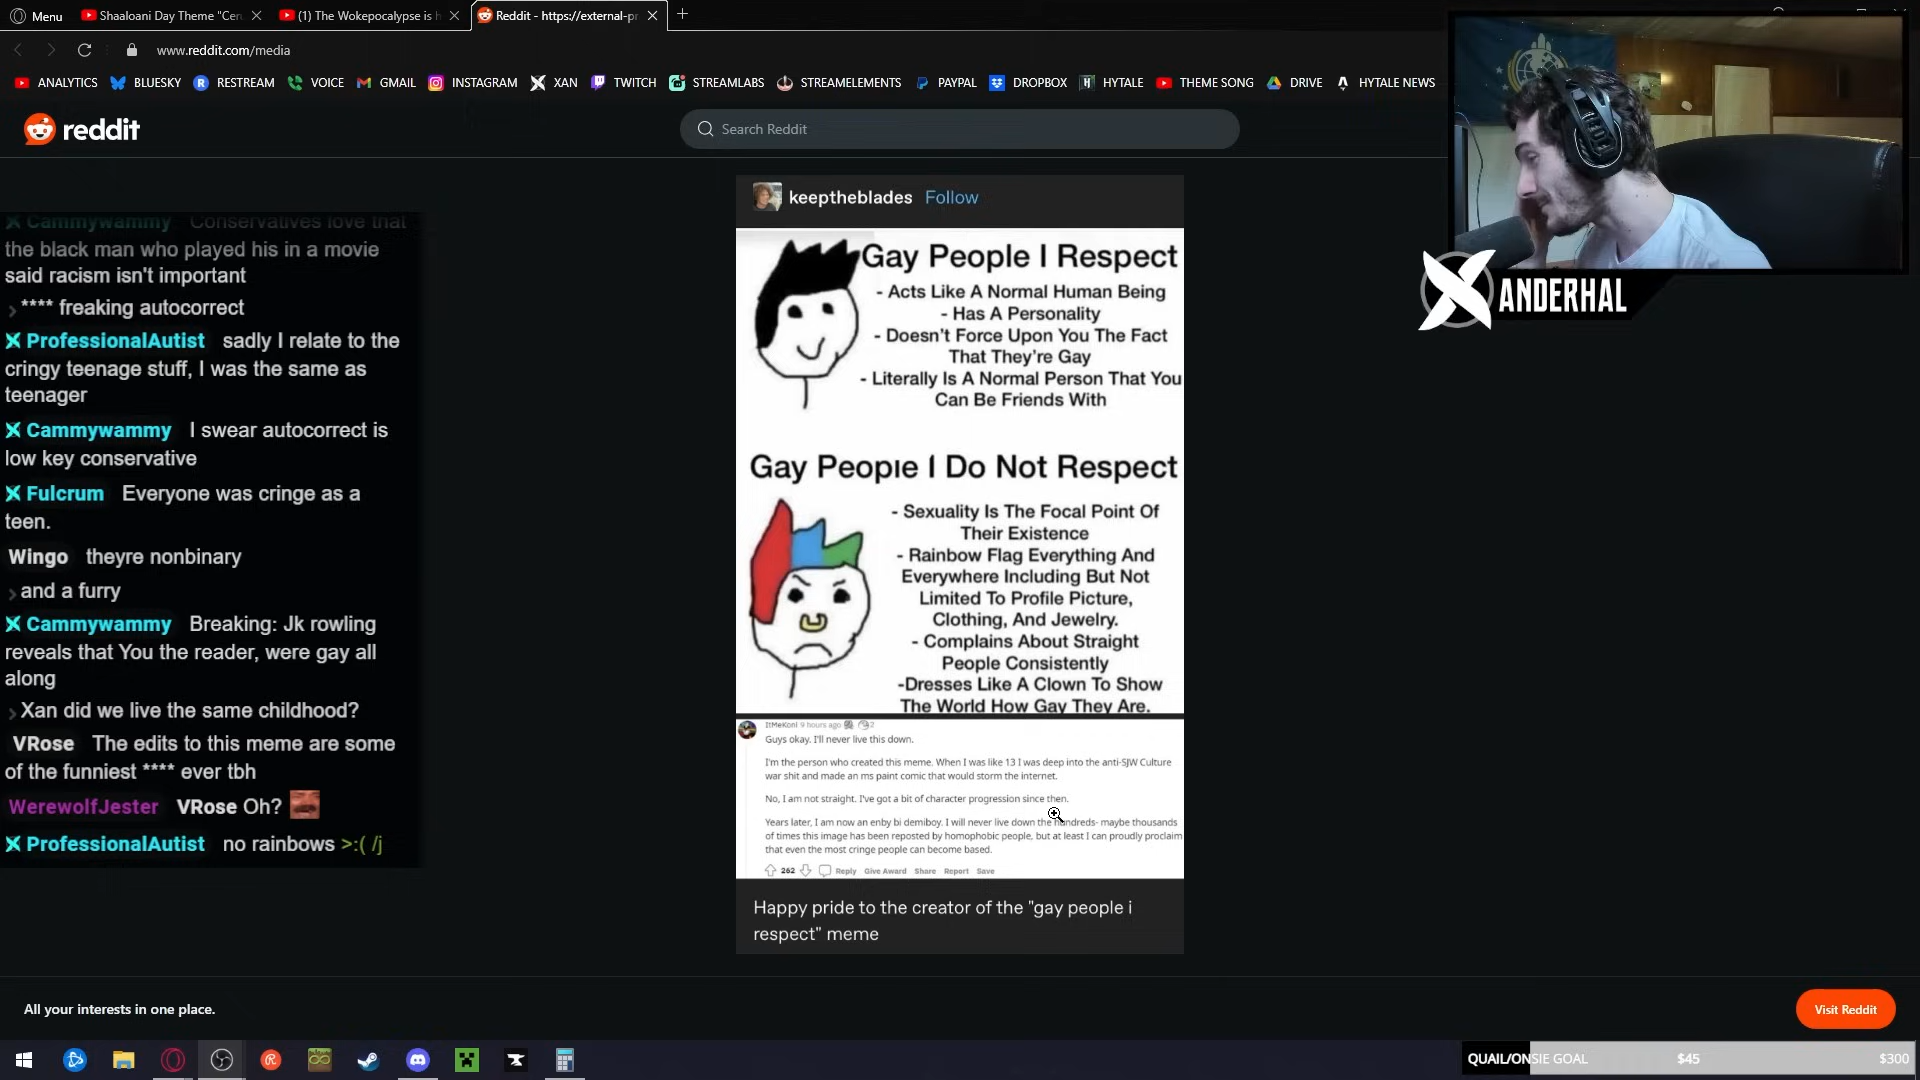 Menu
Shaaloani Day Theme "Cen
(1) The Wokepocalypse is h
Reddit - https://external-pr
www.reddit.com/media
ANALYTICS
BLUESKY
RESTREAM
VOICE
GMAIL
INSTAGRAM
XAN
TWITCH
STREAMLABS
STREAMELEMENTS
PAYPAL
DROPBOX
HYTALE
THEME SONG
DRIVE
HYTALE NEWS
reddit
Search Reddit
ANDERHAL
Cammywammy Conservatives love that
the black man who played his in a movie
said racism isn't important
**** freaking autocorrect
ProfessionalAutist sadly I relate to the
cringy teenage stuff, I was the same as
teenager
Cammywammy I swear autocorrect is
low key conservative
Fulcrum Everyone was cringe as a
teen.
Wingo theyre nonbinary
and a furry
Cammywammy Breaking: Jk rowling
reveals that You the reader, were gay all
along
Xan did we live the same childhood?
VRose The edits to this meme are some
of the funniest **** ever tbh
WerewolfJester VRose Oh?
ProfessionalAutist no rainbows >:( /j
keeptheblades Follow
Gay People I Respect
- Acts Like A Normal Human Being
- Has A Personality
- Doesn't Force Upon You The Fact
That They're Gay
- Literally Is A Normal Person That You
Can Be Friends With
Gay People I Do Not Respect
- Sexuality Is The Focal Point Of
Their Existence
- Rainbow Flag Everything And
Everywhere Including But Not
Limited To Profile Picture,
Clothing, And Jewelry.
- Complains About Straight
People Consistently
-Dresses Like A Clown To Show
The World How Gay They Are.
ItMeKoni 9 hours ago 2
Guys okay. I'll never live this down.
I'm the person who created this meme. When I was like 13 I was deep into the anti-SJW Culture
war shit and made an ms paint comic that would storm the internet.
No, I am not straight. I've got a bit of character progression since then.
Years later, I am now an enby bi demiboy. I will never live down the hundreds- maybe thousands
of times this image has been reposted by homophobic people, but at least I can proudly proclaim
that even the most cringe people can become based.
262 Reply Give Award Share Report Save
Happy pride to the creator of the "gay people i
respect" meme
All your interests in one place.
Visit Reddit
QUAIL/ONSIE GOAL $45 $300